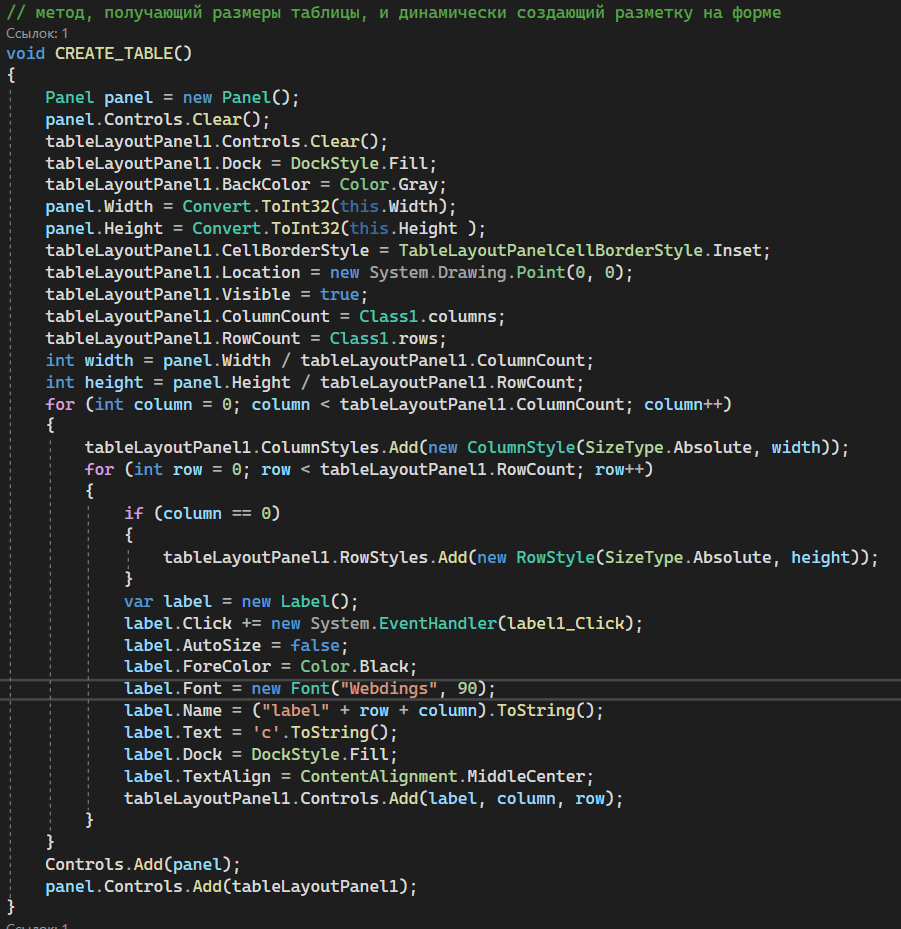 // метод, получающий размеры таблицы, и динамически создающий разметку на форме
Ссылок: 1
void CREATE_TABLE()
{
    Panel panel = new Panel();
    panel.Controls.Clear();
    tableLayoutPanel1.Controls.Clear();
    tableLayoutPanel1.Dock = DockStyle.Fill;
    tableLayoutPanel1.BackColor = Color.Gray;
    panel.Width = Convert.ToInt32(this.Width);
    panel.Height = Convert.ToInt32(this.Height );
    tableLayoutPanel1.CellBorderStyle = TableLayoutPanelCellBorderStyle.Inset;
    tableLayoutPanel1.Location = new System.Drawing.Point(0, 0);
    tableLayoutPanel1.Visible = true;
    tableLayoutPanel1.ColumnCount = Class1.columns;
    tableLayoutPanel1.RowCount = Class1.rows;
    int width = panel.Width / tableLayoutPanel1.ColumnCount;
    int height = panel.Height / tableLayoutPanel1.RowCount;
    for (int column = 0; column < tableLayoutPanel1.ColumnCount; column++)
    {
        tableLayoutPanel1.ColumnStyles.Add(new ColumnStyle(SizeType.Absolute, width));
        for (int row = 0; row < tableLayoutPanel1.RowCount; row++)
        {
            if (column == 0)
            {
                tableLayoutPanel1.RowStyles.Add(new RowStyle(SizeType.Absolute, height));
            }
            var label = new Label();
            label.Click += new System.EventHandler(label1_Click);
            label.AutoSize = false;
            label.ForeColor = Color.Black;
            label.Font = new Font("Webdings", 90);
            label.Name = ("label" + row + column).ToString();
            label.Text = 'c'.ToString();
            label.Dock = DockStyle.Fill;
            label.TextAlign = ContentAlignment.MiddleCenter;
            tableLayoutPanel1.Controls.Add(label, column, row);
        }
    }
    Controls.Add(panel);
    panel.Controls.Add(tableLayoutPanel1);
}
Ссылок: 1